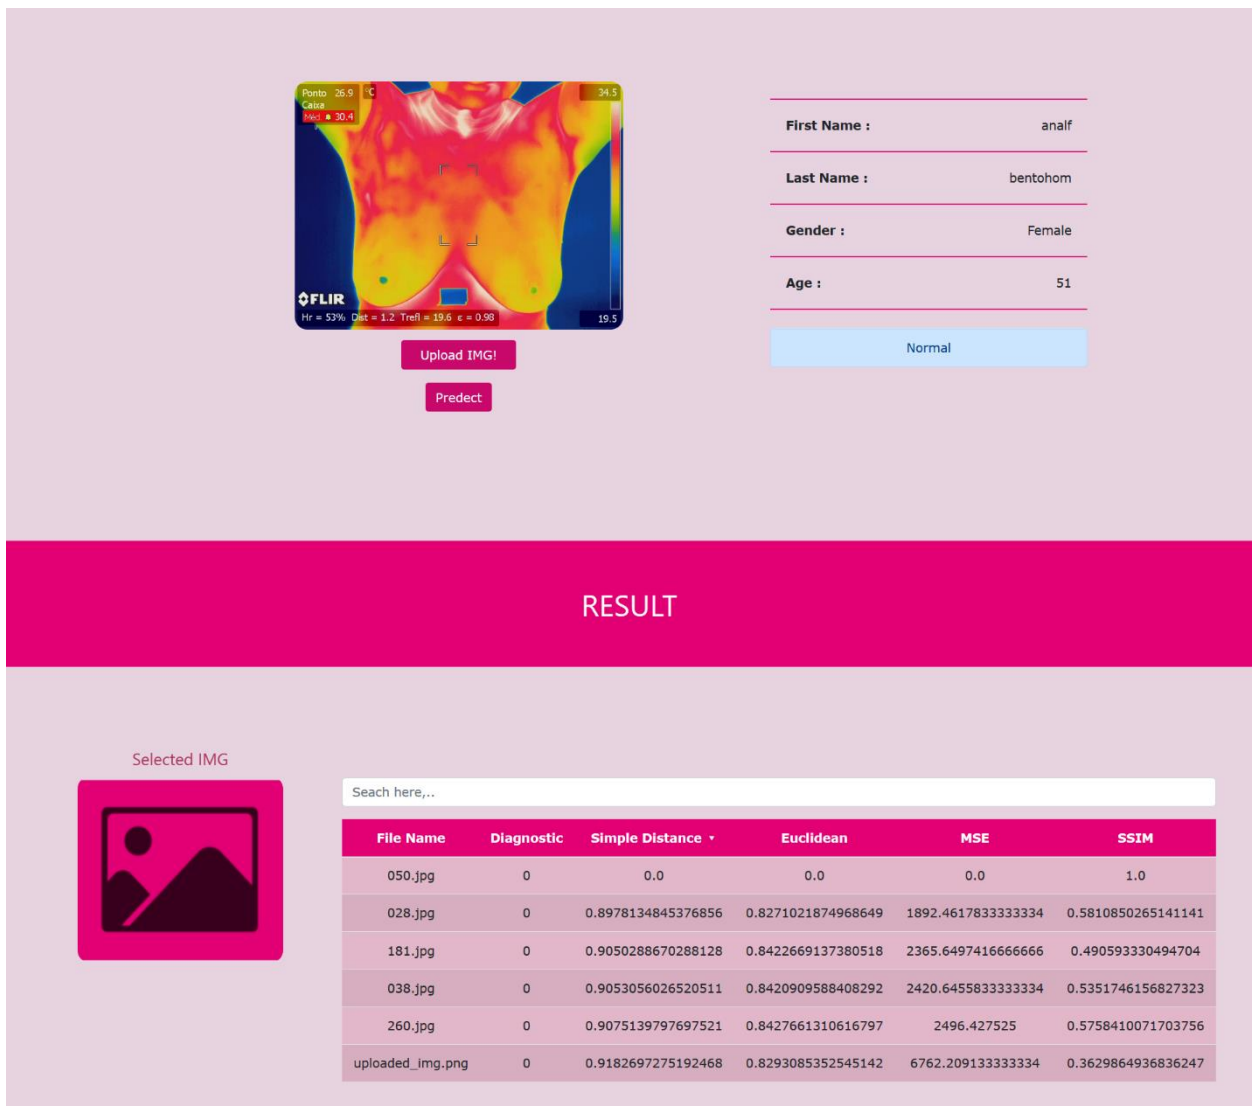 Ponto 26.9 °C 34.5
Caixa
Méd. 30.4
FLIR
Hr = 53% Dist = 1.2 Trefl = 19.6 ε = 0.98 19.5
Upload IMG!
Predect
First Name : analf
Last Name : bentohom
Gender : Female
Age : 51
Normal
RESULT
Selected IMG
Seach here,..
File Name Diagnostic Simple Distance ▾ Euclidean MSE SSIM
050.jpg 0 0.0 0.0 0.0 1.0
028.jpg 0 0.8978134845376856 0.8271021874968649 1892.4617833333334 0.5810850265141141
181.jpg 0 0.9050288670288128 0.8422669137380518 2365.6497416666666 0.490593330494704
038.jpg 0 0.9053056026520511 0.8420909588408292 2420.6455833333334 0.5351746156827323
260.jpg 0 0.9075139797697521 0.8427661310616797 2496.427525 0.5758410071703756
uploaded_img.png 0 0.9182697275192468 0.8293085352545142 6762.209133333334 0.3629864936836247